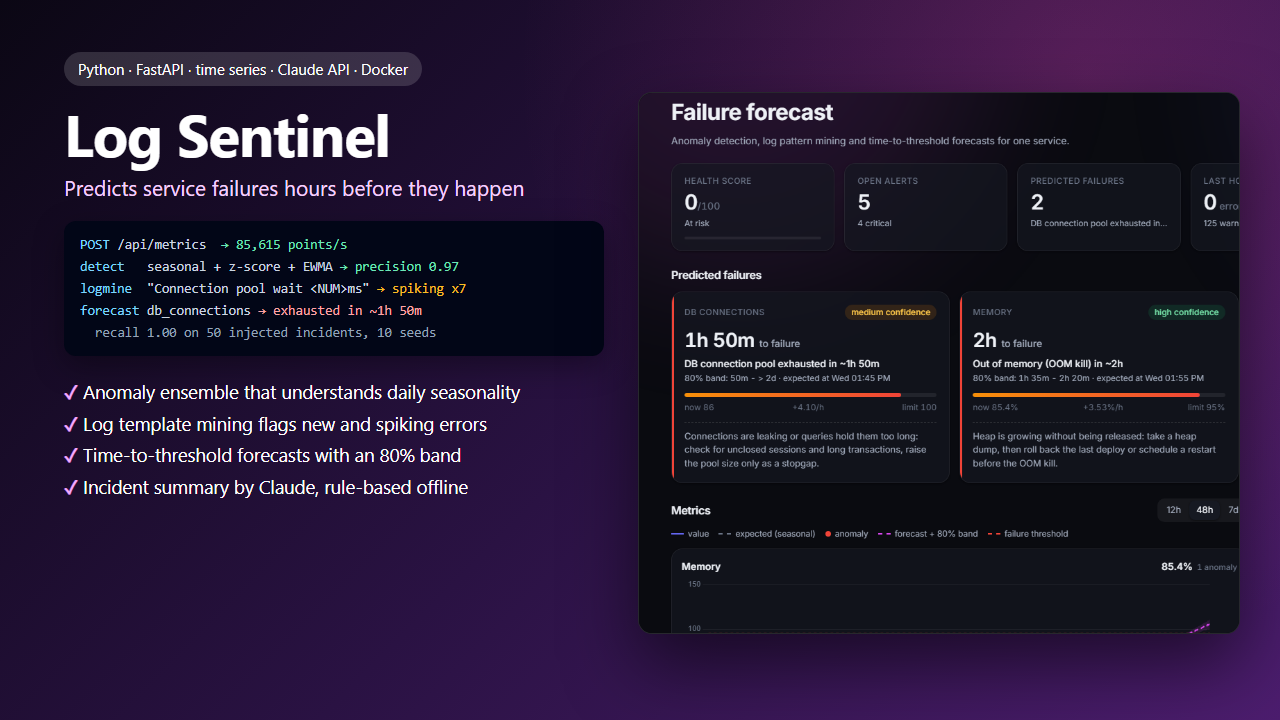 Python · FastAPI · time series · Claude API · Docker
Log Sentinel
Predicts service failures hours before they happen
POST /api/metrics → 85,615 points/s
detect seasonal + z-score + EWMA → precision 0.97
logmine "Connection pool wait <NUM>ms" → spiking x7
forecast db_connections → exhausted in ~1h 50m
recall 1.00 on 50 injected incidents, 10 seeds
✓ Anomaly ensemble that understands daily seasonality
✓ Log template mining flags new and spiking errors
✓ Time-to-threshold forecasts with an 80% band
✓ Incident summary by Claude, rule-based offline
Failure forecast
Anomaly detection, log pattern mining and time-to-threshold forecasts for one service.
HEALTH SCORE
0/100
At risk
OPEN ALERTS
5
4 critical
PREDICTED FAILURES
2
DB connection pool exhausted in...
LAST HO
0 erro
125 warn
Predicted failures
DB CONNECTIONS medium confidence
1h 50m to failure
DB connection pool exhausted in ~1h 50m
80% band: 50m – > 2d · expected at Wed 01:45 PM
now 86 +4.10/h limit 100
Connections are leaking or queries hold them too long:
check for unclosed sessions and long transactions, raise
the pool size only as a stopgap.
MEMORY high confidence
2h to failure
Out of memory (OOM kill) in ~2h
80% band: 1h 35m – 2h 20m · expected at Wed 01:55 PM
now 85.4% +3.53%/h limit 95%
Heap is growing without being released: take a heap
dump, then roll back the last deploy or schedule a restart
before the OOM kill.
Metrics 12h 48h 7d
value expected (seasonal) anomaly forecast + 80% band failure threshold
Memory 85.4% 1 anomaly
150
100